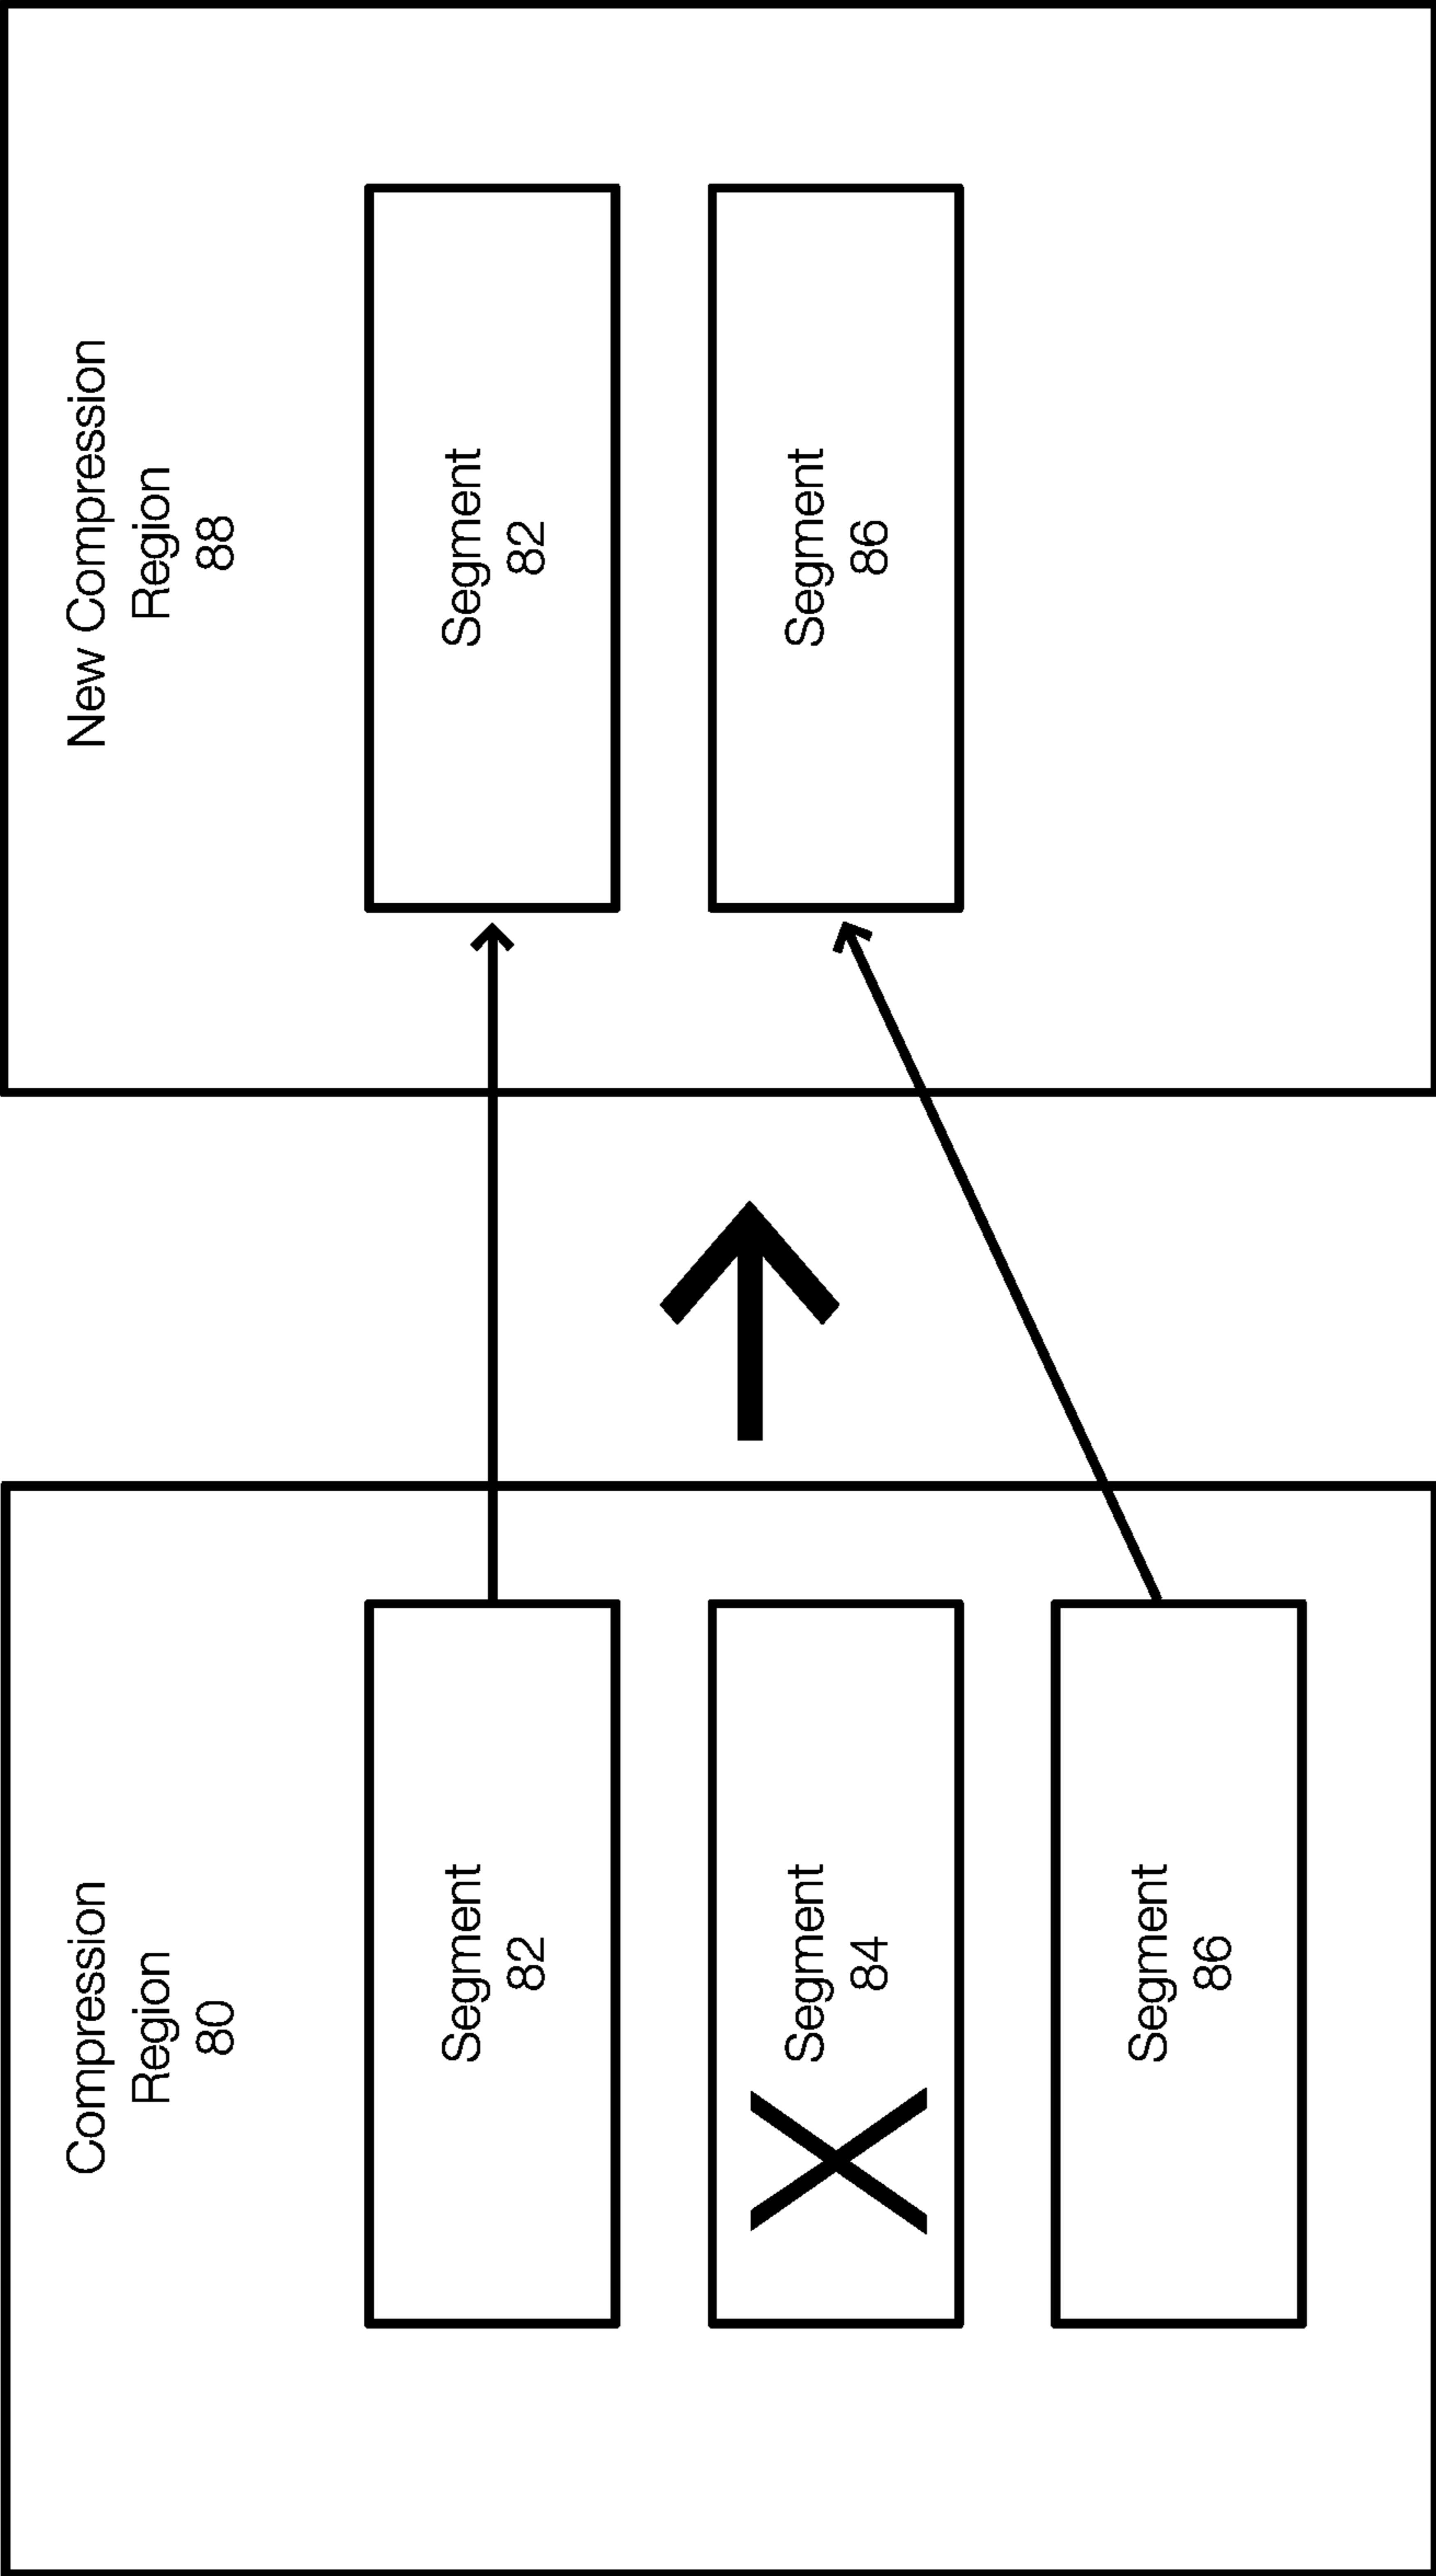 Compression
Region
80
Segment
82
Segment
84
X
Segment
86
New Compression
Region
88
Segment
82
Segment
86